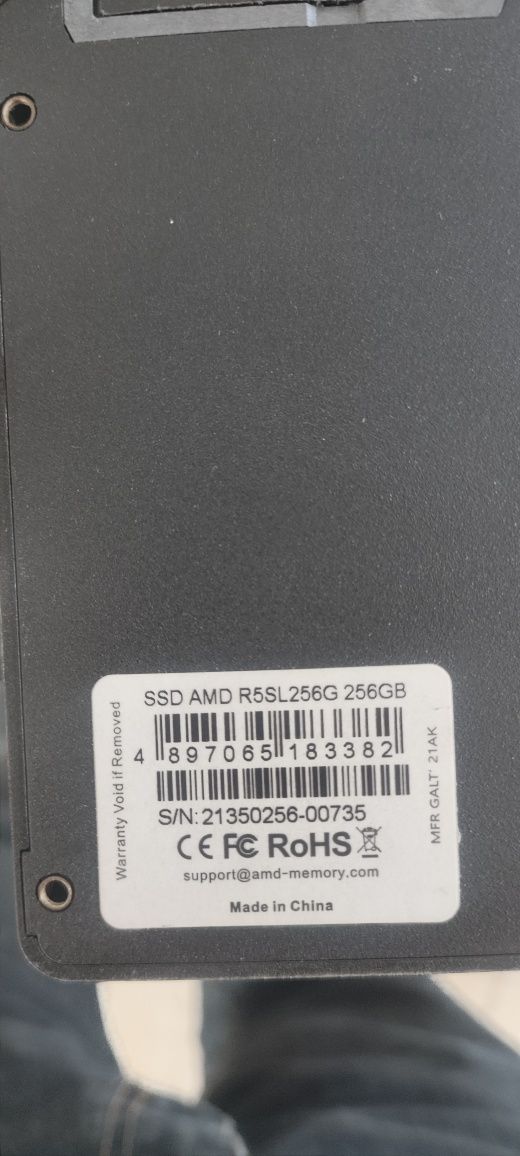 SSD AMD R5SL256G 256GB
4 897065 183382
S/N: 21350256-00735
CE FC RoHS
support@amd-memory.com
Made in China
Warranty Void if Removed
MFR GALT' 21AK